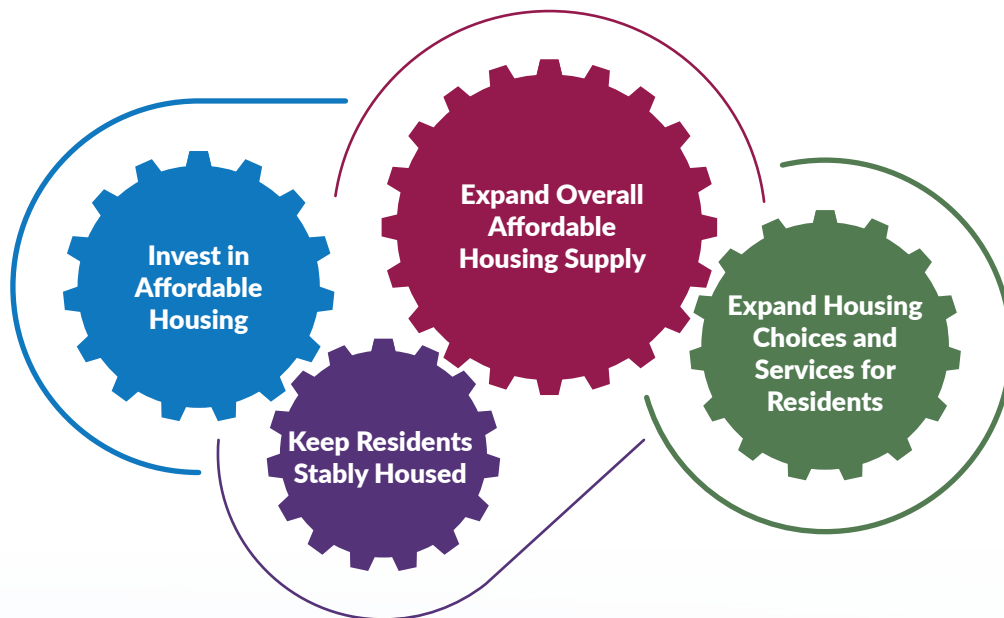 Invest in
Affordable
Housing
Expand Overall
Affordable
Housing Supply
Keep Residents
Stably Housed
Expand Housing
Choices and
Services for
Residents